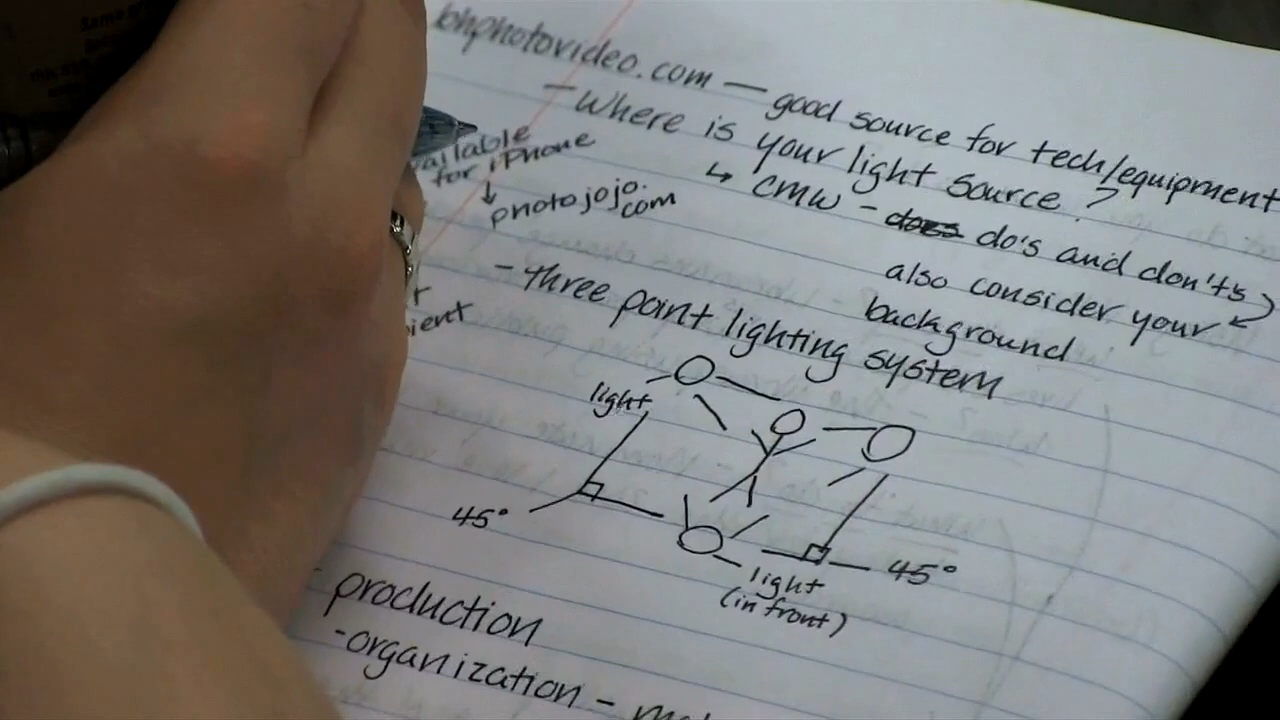 bhphotovideo.com — good source for tech/equipment
- Where is your light source?
↳ CMW - does do's and don'ts
also consider your
background
for iPhone
↓
photojojo.
com
- three point lighting system
light
45°
45°
light
(in front)
production
- organization -